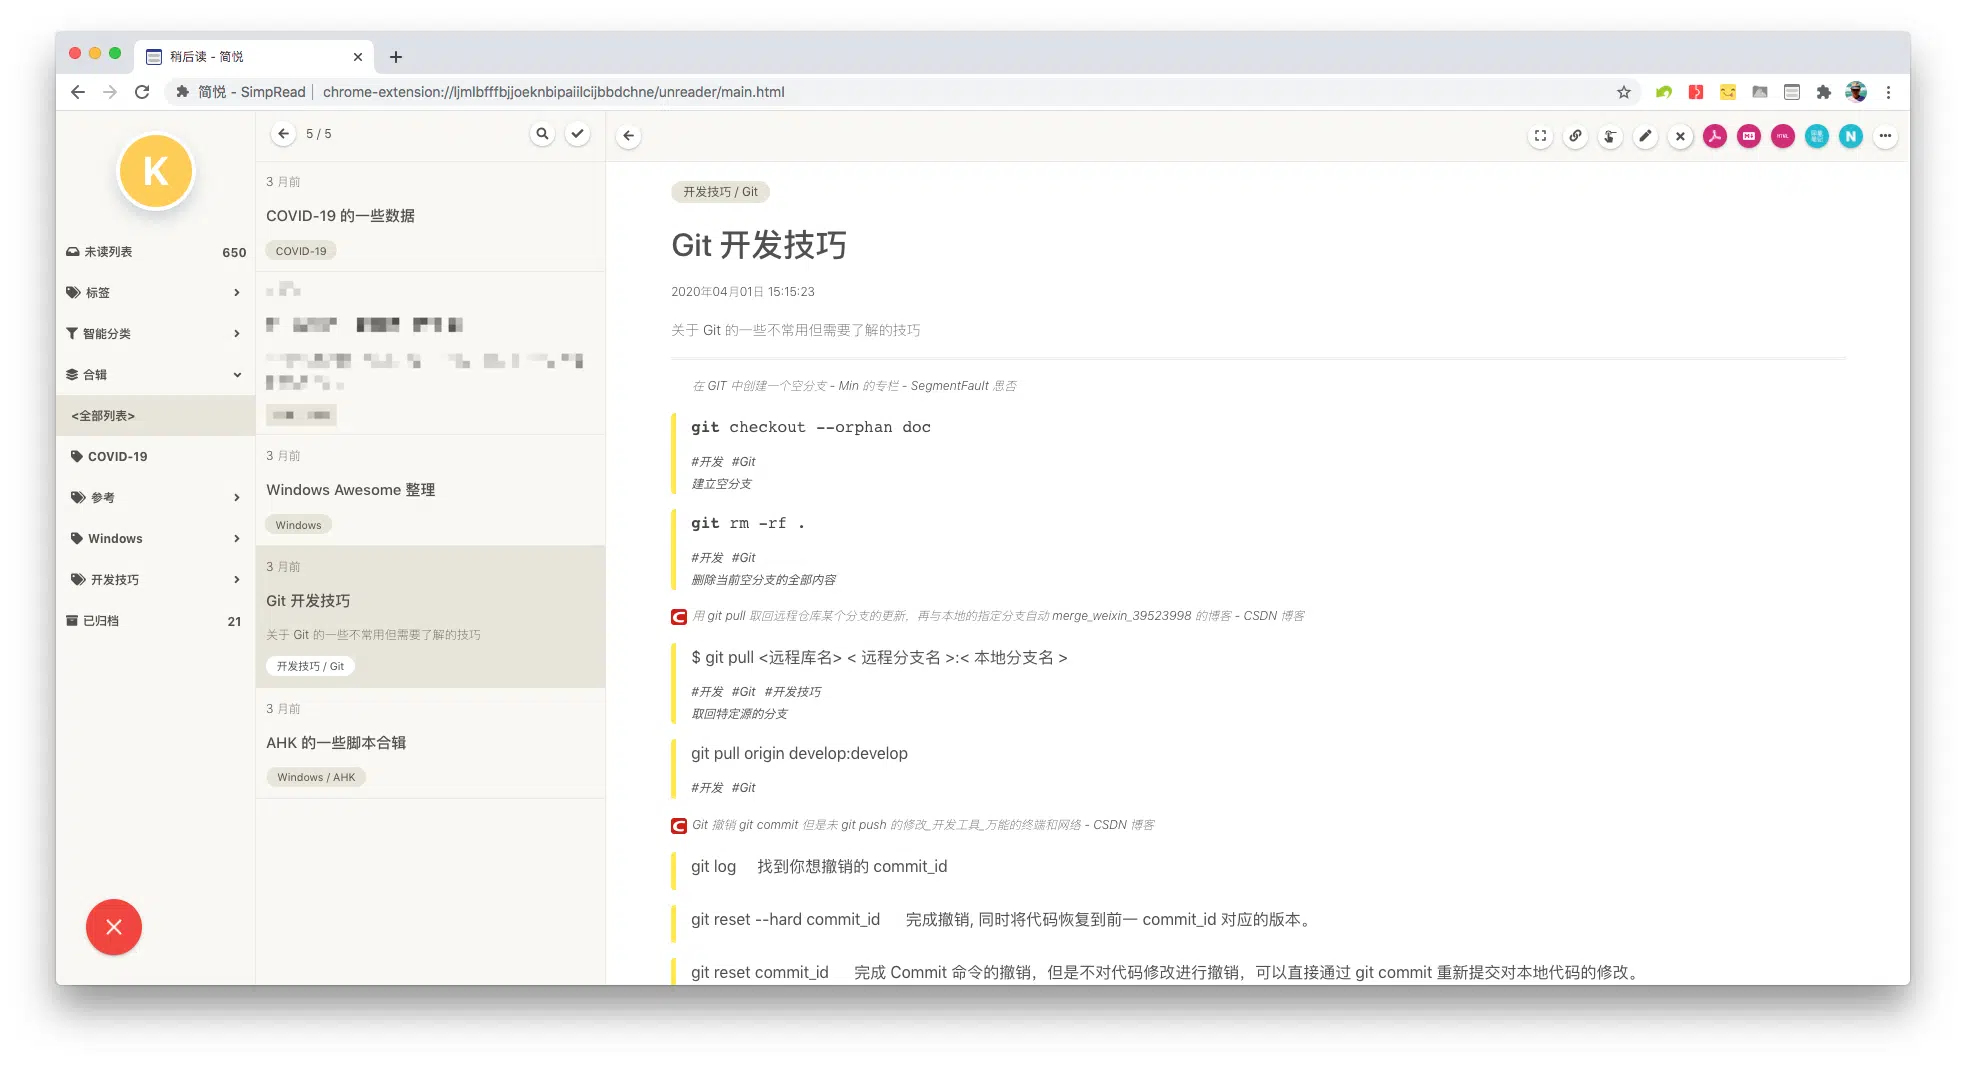 稍后读 - 简悦
简悦 - SimpRead | chrome-extension://ljmlbfffbjjoeknbipaiilcijbbdchne/unreader/main.html
K
未读列表 650
标签
智能分类
合辑
<全部列表>
COVID-19
参考
Windows
开发技巧
已归档 21
5 / 5
3 月前
COVID-19 的一些数据
COVID-19
3 月前
Windows Awesome 整理
Windows
3 月前
Git 开发技巧
关于 Git 的一些不常用但需要了解的技巧
开发技巧 / Git
3 月前
AHK 的一些脚本合辑
Windows / AHK
N
开发技巧 / Git
Git 开发技巧
2020年04月01日 15:15:23
关于 Git 的一些不常用但需要了解的技巧
在 GIT 中创建一个空分支 - Min 的专栏 - SegmentFault 思否
git checkout --orphan doc
#开发 #Git
建立空分支
git rm -rf .
#开发 #Git
删除当前空分支的全部内容
用 git pull 取回远程仓库某个分支的更新，再与本地的指定分支自动 merge_weixin_39523998 的博客 - CSDN 博客
$ git pull <远程库名> < 远程分支名 >:< 本地分支名 >
#开发 #Git #开发技巧
取回特定源的分支
git pull origin develop:develop
#开发 #Git
Git 撤销 git commit 但是未 git push 的修改_开发工具_万能的终端和网络 - CSDN 博客
git log 找到你想撤销的 commit_id
git reset --hard commit_id 完成撤销, 同时将代码恢复到前一 commit_id 对应的版本。
git reset commit_id 完成 Commit 命令的撤销，但是不对代码修改进行撤销，可以直接通过 git commit 重新提交对本地代码的修改。